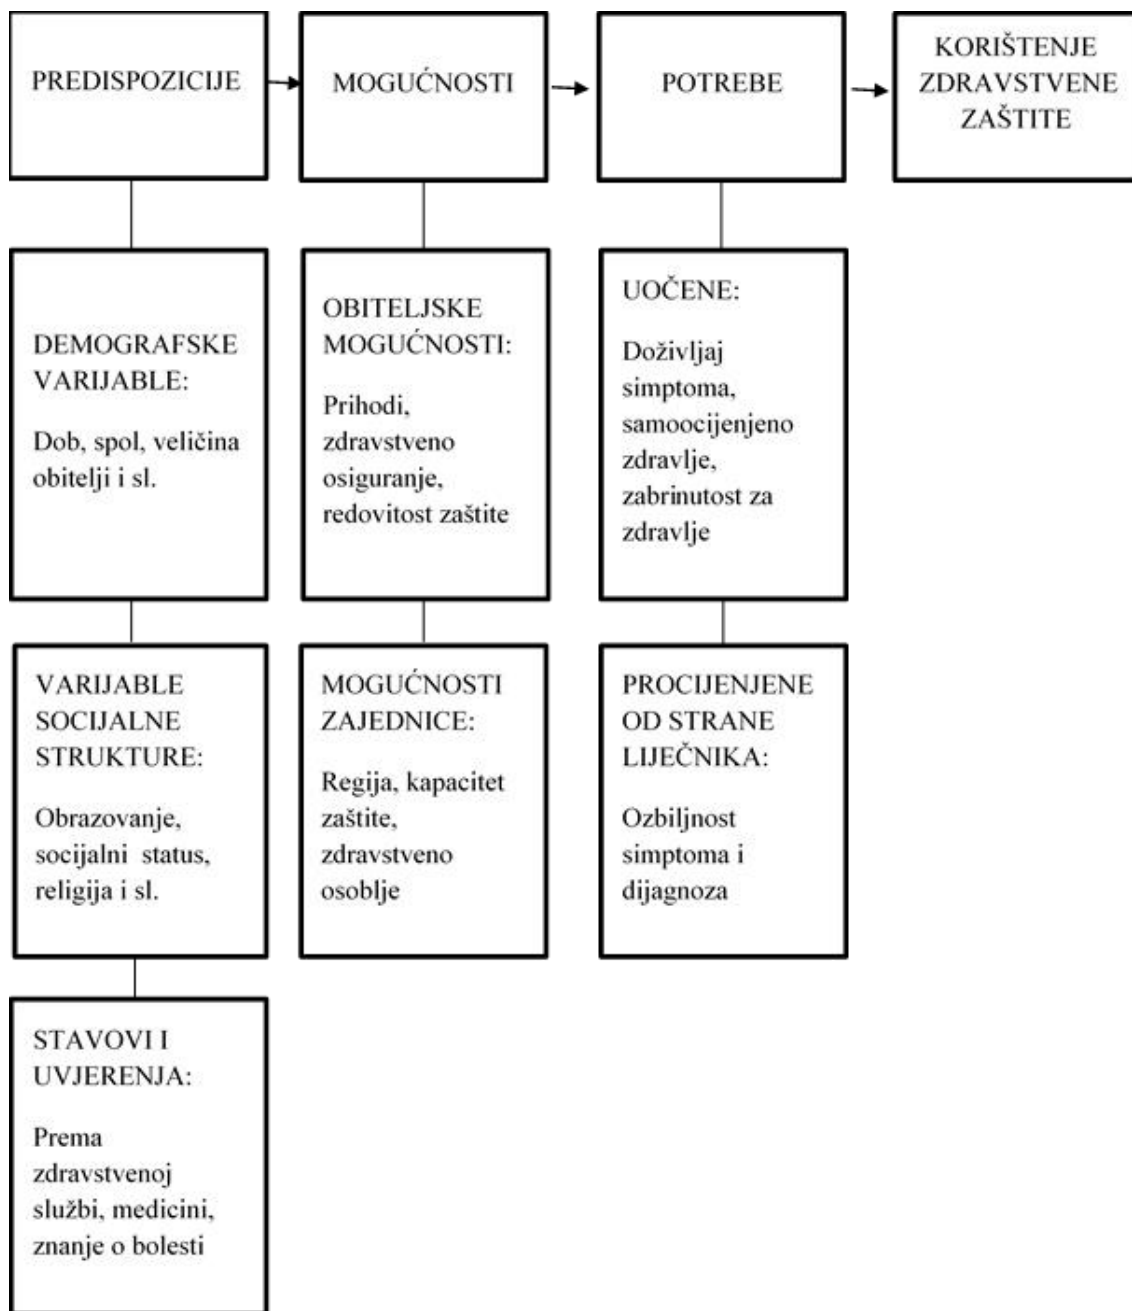 PREDISPOZICIJE
MOGUĆNOSTI
POTREBE
KORIŠTENJE
ZDRAVSTVENE
ZAŠTITE
DEMOGRAFSKE
VARIJABLE:
Dob, spol, veličina
obitelji i sl.
OBITELJSKE
MOGUĆNOSTI:
Prihodi,
zdravstveno
osiguranje,
redovitost zaštite
UOČENE:
Doživljaj
simptoma,
samoocijenjeno
zdravlje,
zabrinutost za
zdravlje
VARIJABLE
SOCIJALNE
STRUKTURE:
Obrazovanje,
socijalni status,
religija i sl.
MOGUĆNOSTI
ZAJEDNICE:
Regija, kapacitet
zaštite,
zdravstveno
osoblje
PROCIJENJENE
OD STRANE
LIJEČNIKA:
Ozbiljnost
simptoma i
dijagnoza
STAVOVI I
UVJERENJA:
Prema
zdravstvenoj
službi, medicini,
znanje o bolesti